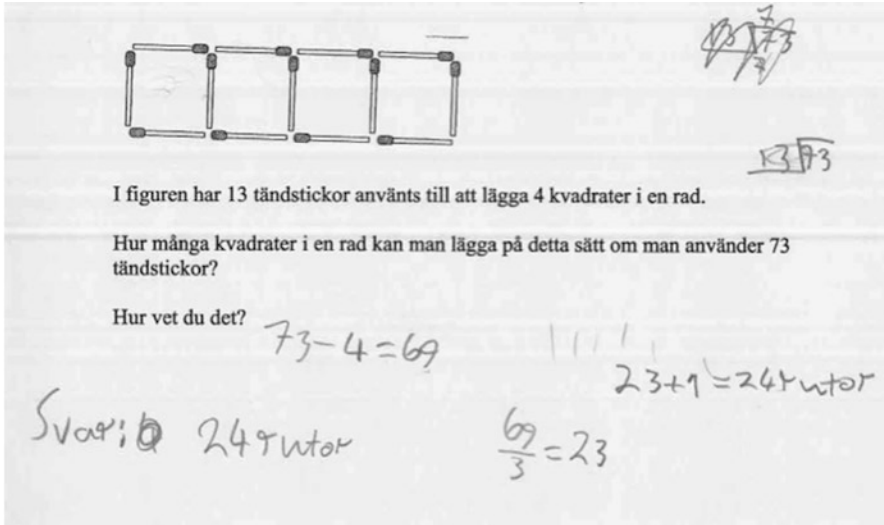 13 73
I figuren har 13 tändstickor använts till att lägga 4 kvadrater i en rad.
Hur många kvadrater i en rad kan man lägga på detta sätt om man använder 73
tändstickor?
Hur vet du det?
73-4=69
23+1=24rutor
Svar: 24rutor
69/3=23